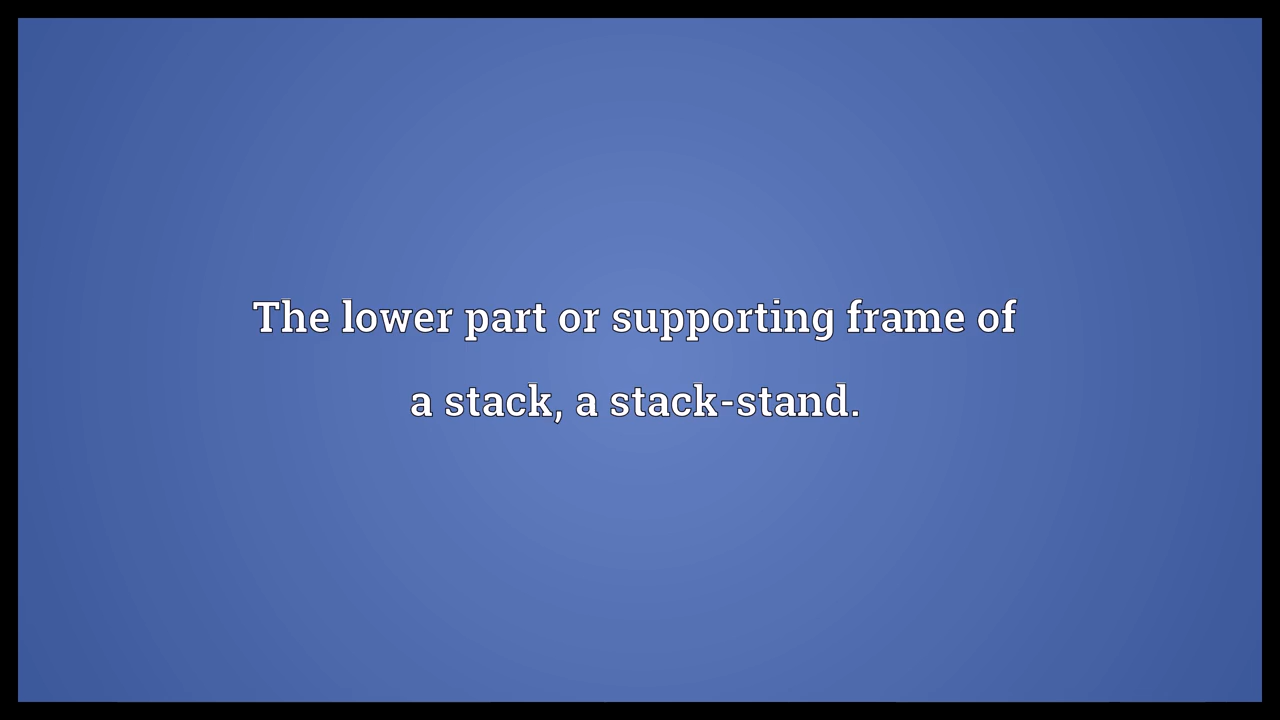 The lower part or supporting frame of
a stack, a stack-stand.